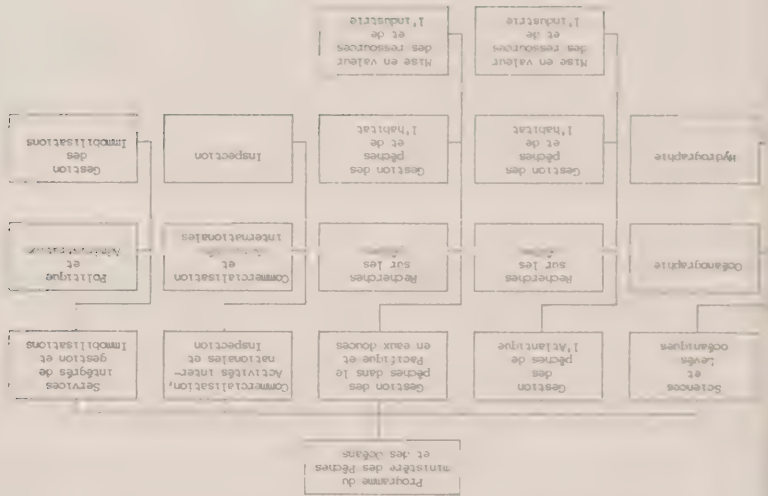 Programme du
ministère des Pêches
et des Océans
Sciences
et
Levés
océaniques
Gestion
des
pêches de
l'Atlantique
Gestion des
pêches dans le
Pacifique et
en eaux douces
Commercialisation,
Activités inter-
nationales et
Inspection
Services
intégrés de
gestion et
Immobilisations
Océanographie
Recherches
sur les
Recherches
sur les
Commercialisation
et
internationales
Politique
et
Hydrographie
Gestion des
pêches
et de
l'habitat
Gestion des
pêches
et de
l'habitat
Inspection
Gestion
des
Immobilisations
Mise en valeur
des ressources
et de
l'industrie
Mise en valeur
des ressources
et de
l'industrie